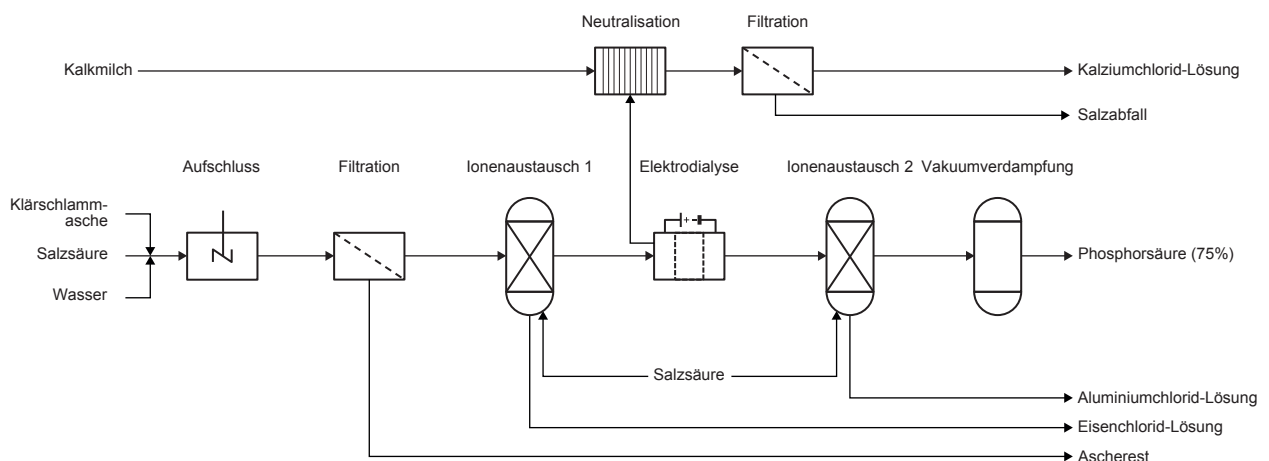 Neutralisation
Filtration
Kalkmilch
Kalziumchlorid-Lösung
Salzabfall
Aufschluss
Filtration
Ionenaustausch 1
Elektrodialyse
Ionenaustausch 2
Vakuumverdampfung
Klärschlamm-
asche
Salzsäure
Phosphorsäure (75%)
Wasser
Salzsäure
Aluminiumchlorid-Lösung
Eisenchlorid-Lösung
Ascherest